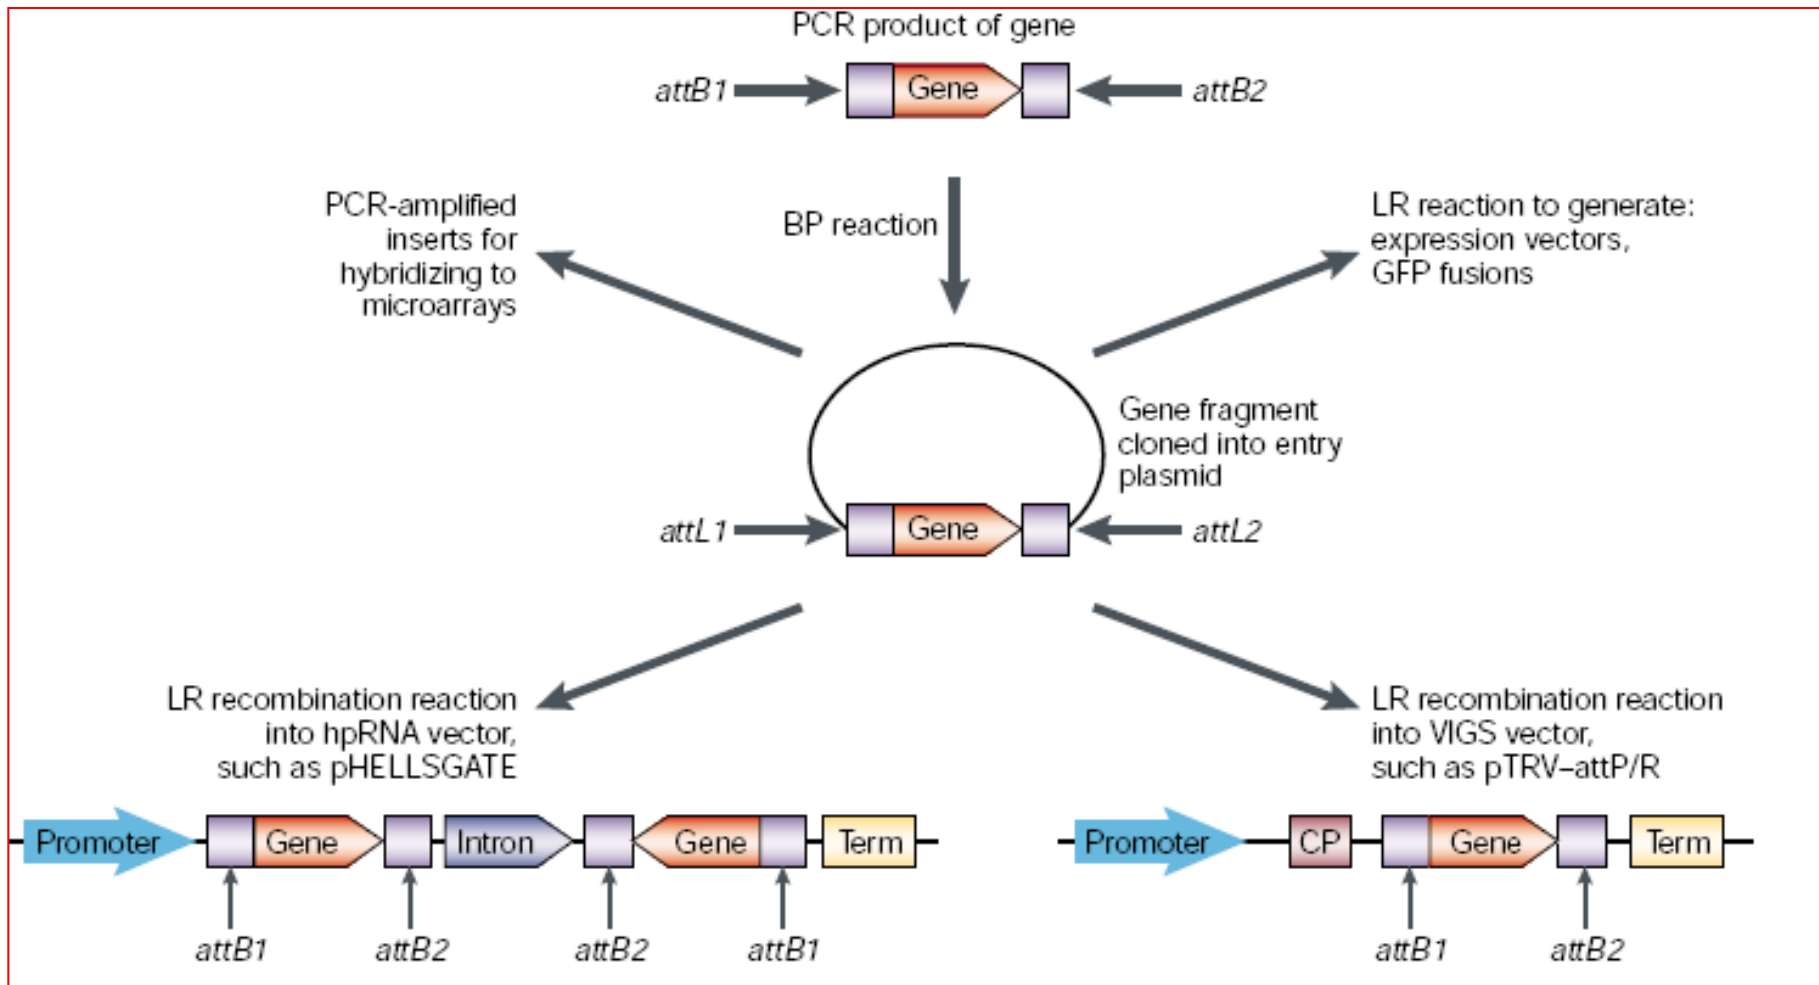 PCR product of gene
attB1
Gene
attB2
PCR-amplified
inserts for
hybridizing to
microarrays
BP reaction
LR reaction to generate:
expression vectors,
GFP fusions
Gene fragment
cloned into entry
plasmid
attL1
Gene
attL2
LR recombination reaction
into hpRNA vector,
such as pHELLSGATE
LR recombination reaction
into VIGS vector,
such as pTRV–attP/R
Promoter
Gene
Intron
Gene
Term
attB1
attB2
attB2
attB1
Promoter
CP
Gene
Term
attB1
attB2